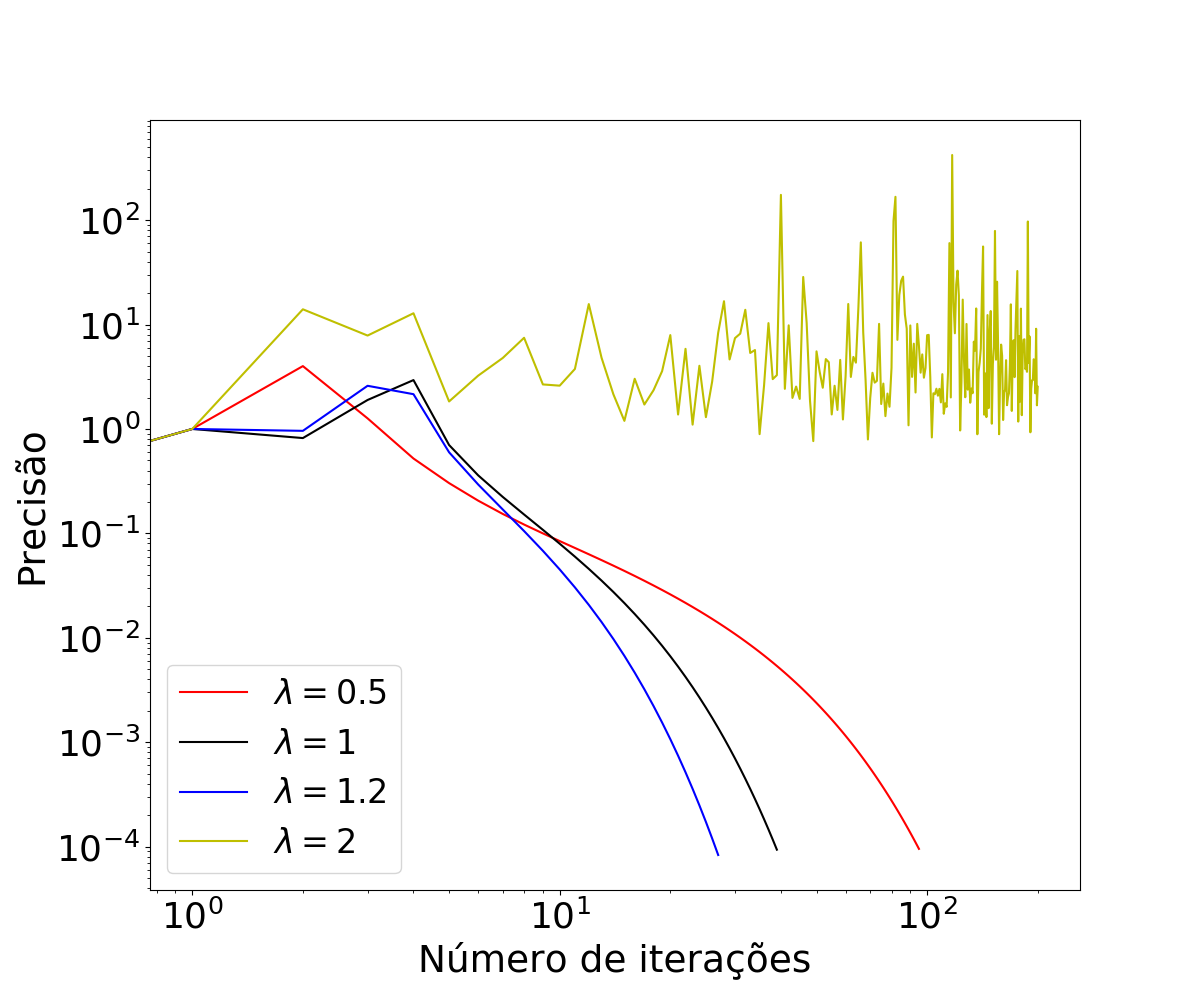 10²
10¹
10⁰
10⁻¹
10⁻²
10⁻³
10⁻⁴
Precisão
λ = 0.5
λ = 1
λ = 1.2
λ = 2
10⁰ 10¹ 10²
Número de iterações